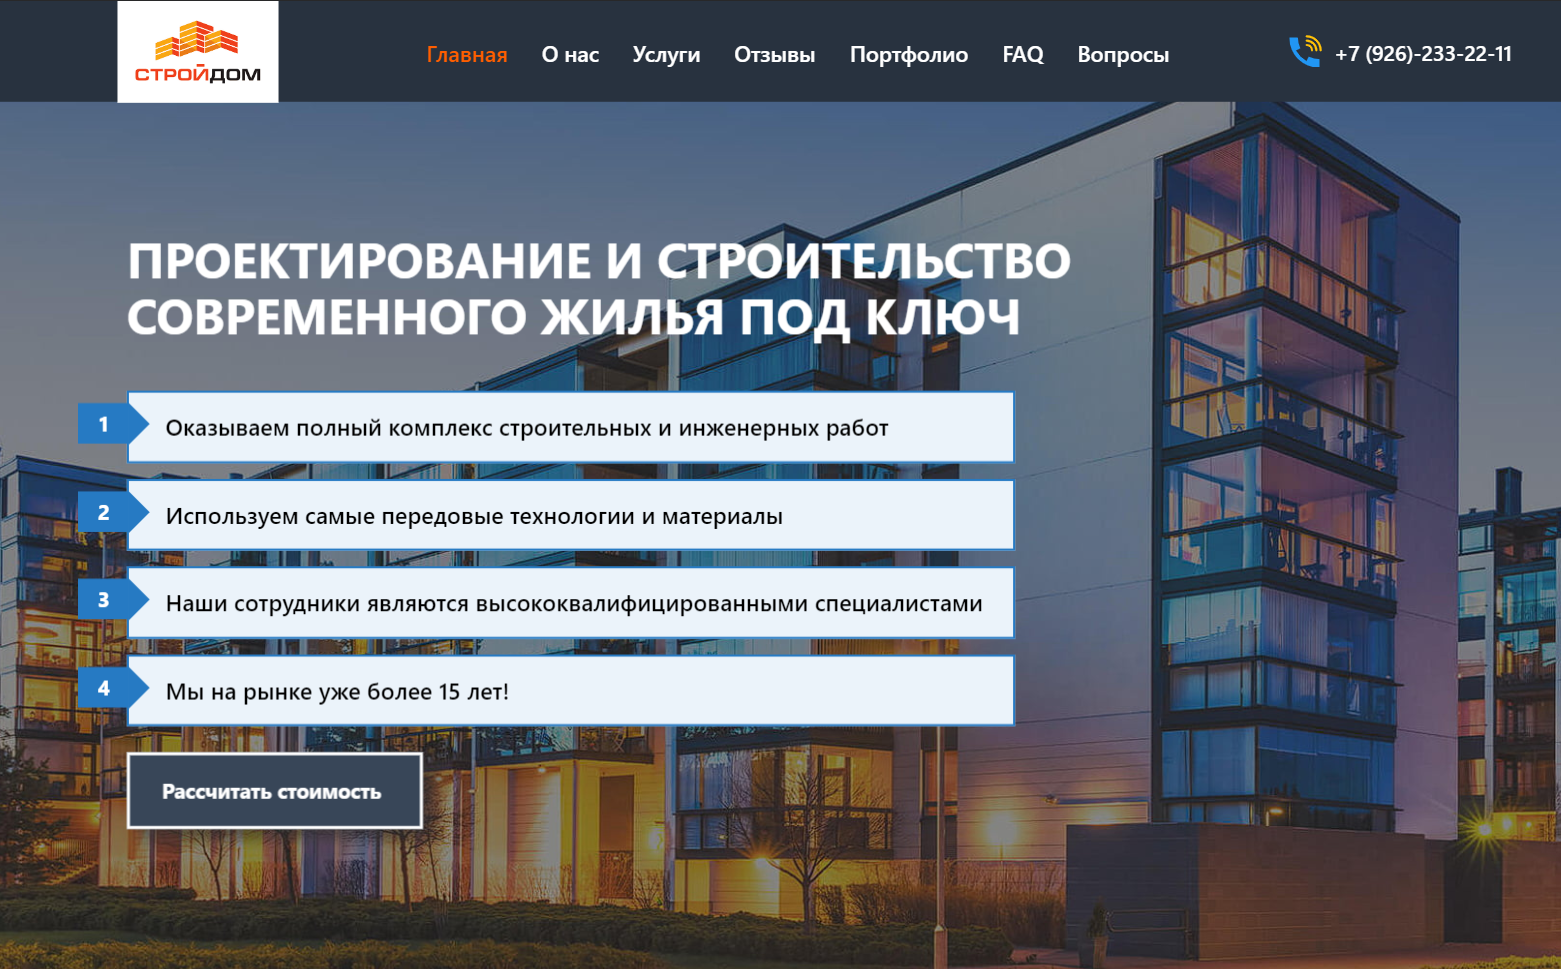 СТРОЙДОМ
Главная О нас Услуги Отзывы Портфолио FAQ Вопросы
+7 (926)-233-22-11
ПРОЕКТИРОВАНИЕ И СТРОИТЕЛЬСТВО
СОВРЕМЕННОГО ЖИЛЬЯ ПОД КЛЮЧ
1 Оказываем полный комплекс строительных и инженерных работ
2 Используем самые передовые технологии и материалы
3 Наши сотрудники являются высококвалифицированными специалистами
4 Мы на рынке уже более 15 лет!
Рассчитать стоимость